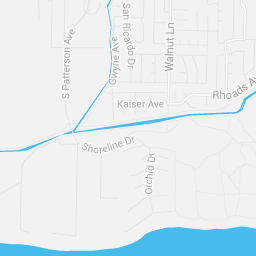 S Patterson Ave
Gwyne Ave
San Ricardo Dr
Walnut Ln
Kaiser Ave
Rhoads Av
Shoreline Dr
Orchid Dr